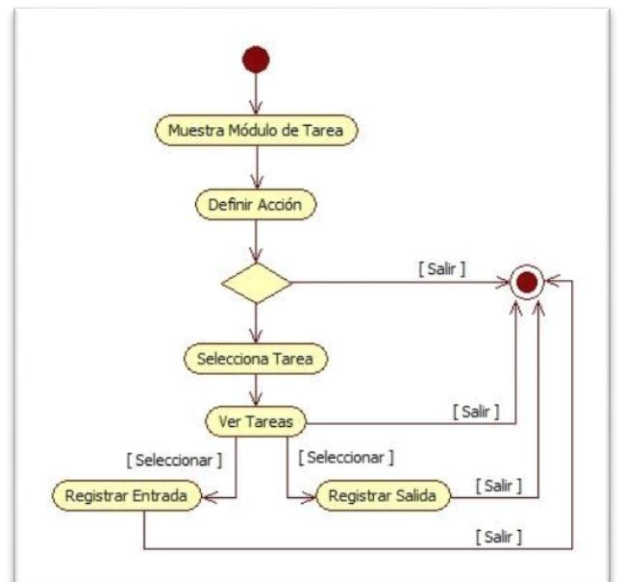 Muestra Módulo de Tarea
Definir Acción
[ Salir ]
Selecciona Tarea
Ver Tareas
[ Salir ]
[ Seleccionar ]
[ Seleccionar ]
Registrar Entrada
Registrar Salida
[ Salir ]
[ Salir ]